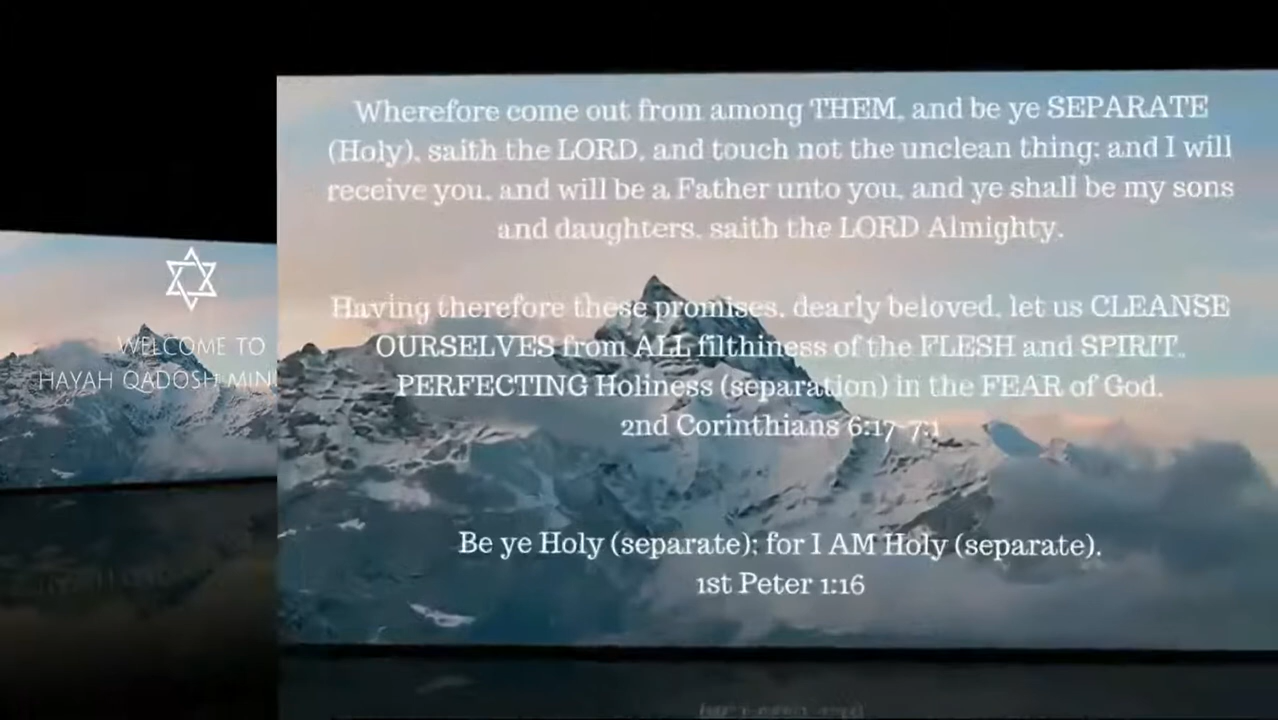 WELCOME TO
HAYAH QADOSH MIN
Wherefore come out from among THEM, and be ye SEPARATE
(Holy), saith the LORD, and touch not the unclean thing; and I will
receive you, and will be a Father unto you, and ye shall be my sons
and daughters, saith the LORD Almighty.
Having therefore these promises, dearly beloved, let us CLEANSE
OURSELVES from ALL filthiness of the FLESH and SPIRIT,
PERFECTING Holiness (separation) in the FEAR of God.
2nd Corinthians 6:17-7:1
Be ye Holy (separate); for I AM Holy (separate).
1st Peter 1:16